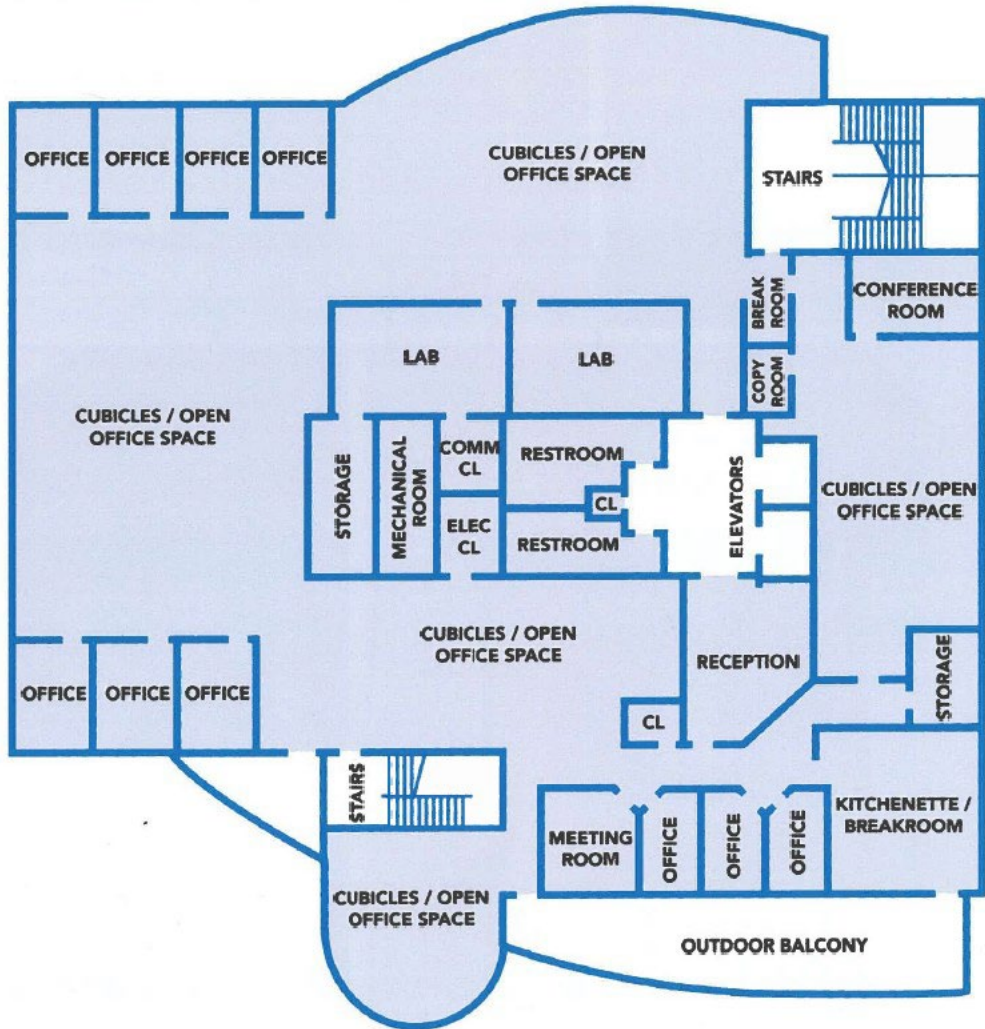 CUBICLES / OPEN
OFFICE SPACE
OFFICE
OFFICE
OFFICE
OFFICE
STAIRS
BREAK
ROOM
CONFERENCE
ROOM
LAB
LAB
COPY
ROOM
CUBICLES / OPEN
OFFICE SPACE
STORAGE
MECHANICAL
ROOM
COMM
CL
RESTROOM
ELEVATORS
CUBICLES / OPEN
OFFICE SPACE
CL
ELEC
CL
RESTROOM
CUBICLES / OPEN
OFFICE SPACE
RECEPTION
OFFICE
OFFICE
OFFICE
STORAGE
CL
STAIRS
KITCHENETTE /
BREAKROOM
MEETING
ROOM
OFFICE
OFFICE
OFFICE
CUBICLES / OPEN
OFFICE SPACE
OUTDOOR BALCONY